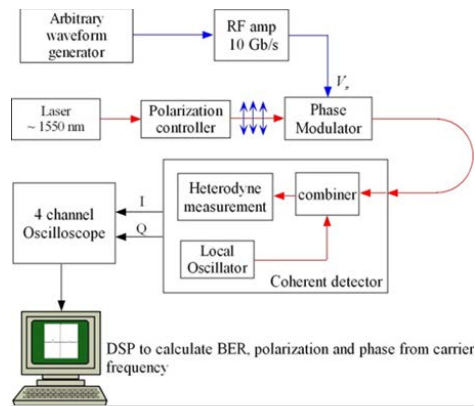 Arbitrary
waveform
generator
RF amp
10 Gb/s
Laser
~ 1550 nm
Polarization
controller
Phase
Modulator
4 channel
Oscilloscope
I
Q
Heterodyne
measurement
combiner
Local
Oscillator
Coherent detector
DSP to calculate BER, polarization and phase from carrier
frequency